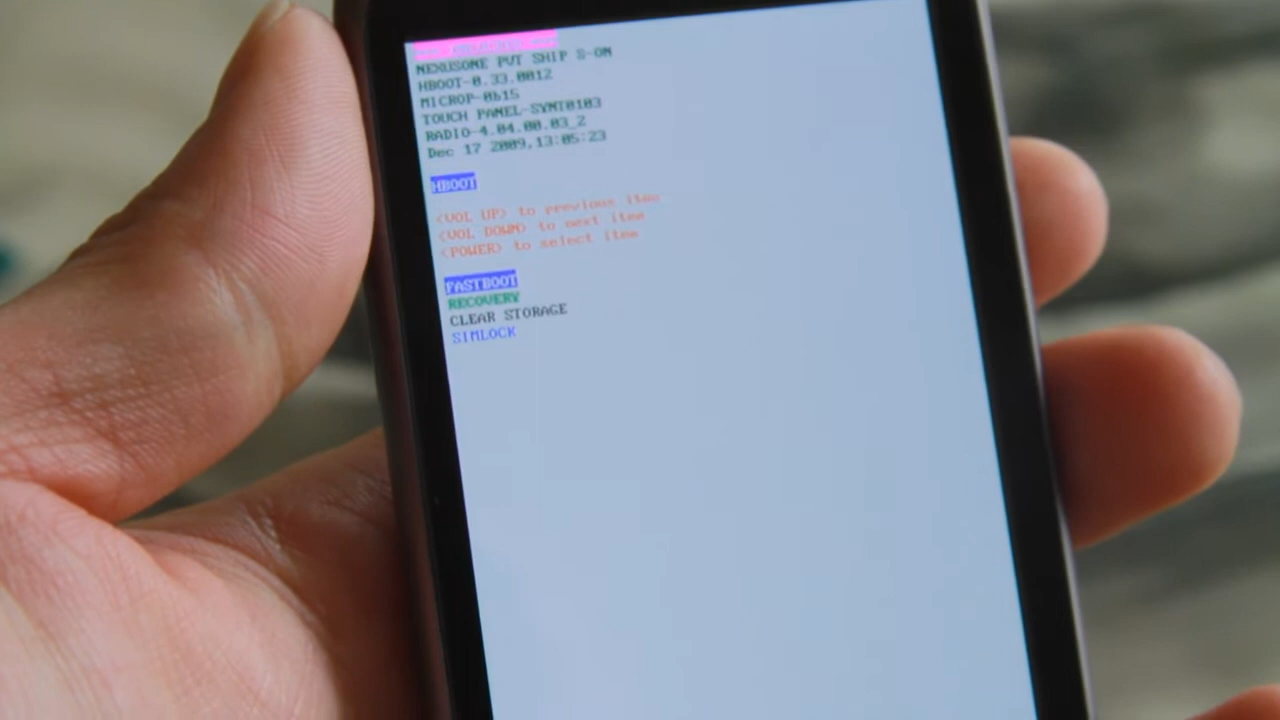 NEXUSONE PVT SHIP S-ON
HBOOT-0.33.0012
MICROP-0b15
TOUCH PANEL-SYNT0103
RADIO-4.04.00.03_2
Dec 17 2009,13:05:23
HBOOT
<VOL UP> to previous item
<VOL DOWN> to next item
<POWER> to select item
FASTBOOT
RECOVERY
CLEAR STORAGE
SIMLOCK